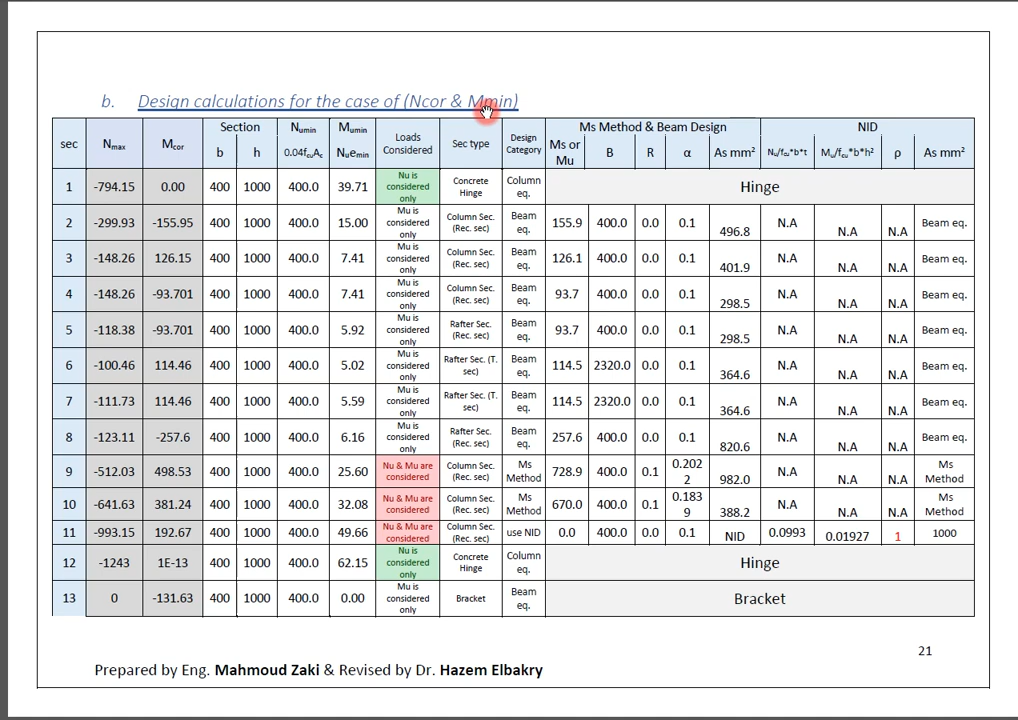 b. Design calculations for the case of (Ncor & Mmin)
sec Nmax Mcor Section Numin Mumin Loads Considered Sec type Design Category Ms Method & Beam Design NID
b h 0.04fcuAc Nuemin Ms or Mu B R α As mm² Nu/fcu*b*t Mu/fcu*b*h² ρ As mm²
1 -794.15 0.00 400 1000 400.0 39.71 Nu is considered only Concrete Hinge Column eq. Hinge
2 -299.93 -155.95 400 1000 400.0 15.00 Mu is considered only Column Sec. (Rec. sec) Beam eq. 155.9 400.0 0.0 0.1 496.8 N.A N.A N.A Beam eq.
3 -148.26 126.15 400 1000 400.0 7.41 Mu is considered only Column Sec. (Rec. sec) Beam eq. 126.1 400.0 0.0 0.1 401.9 N.A N.A N.A Beam eq.
4 -148.26 -93.701 400 1000 400.0 7.41 Mu is considered only Column Sec. (Rec. sec) Beam eq. 93.7 400.0 0.0 0.1 298.5 N.A N.A N.A Beam eq.
5 -118.38 -93.701 400 1000 400.0 5.92 Mu is considered only Rafter Sec. (Rec. sec) Beam eq. 93.7 400.0 0.0 0.1 298.5 N.A N.A N.A Beam eq.
6 -100.46 114.46 400 1000 400.0 5.02 Mu is considered only Rafter Sec. (T. sec) Beam eq. 114.5 2320.0 0.0 0.1 364.6 N.A N.A N.A Beam eq.
7 -111.73 114.46 400 1000 400.0 5.59 Mu is considered only Rafter Sec. (T. sec) Beam eq. 114.5 2320.0 0.0 0.1 364.6 N.A N.A N.A Beam eq.
8 -123.11 -257.6 400 1000 400.0 6.16 Mu is considered only Rafter Sec. (Rec. sec) Beam eq. 257.6 400.0 0.0 0.1 820.6 N.A N.A N.A Beam eq.
9 -512.03 498.53 400 1000 400.0 25.60 Nu & Mu are considered Column Sec. (Rec. sec) Ms Method 728.9 400.0 0.1 0.2022 982.0 N.A N.A N.A Ms Method
10 -641.63 381.24 400 1000 400.0 32.08 Nu & Mu are considered Column Sec. (Rec. sec) Ms Method 670.0 400.0 0.1 0.1839 388.2 N.A N.A N.A Ms Method
11 -993.15 192.67 400 1000 400.0 49.66 Nu & Mu are considered Column Sec. (Rec. sec) use NID 0.0 400.0 0.0 0.1 NID 0.0993 0.01927 1 1000
12 -1243 1E-13 400 1000 400.0 62.15 Nu is considered only Concrete Hinge Column eq. Hinge
13 0 -131.63 400 1000 400.0 0.00 Mu is considered only Bracket Beam eq. Bracket
21
Prepared by Eng. Mahmoud Zaki & Revised by Dr. Hazem Elbakry